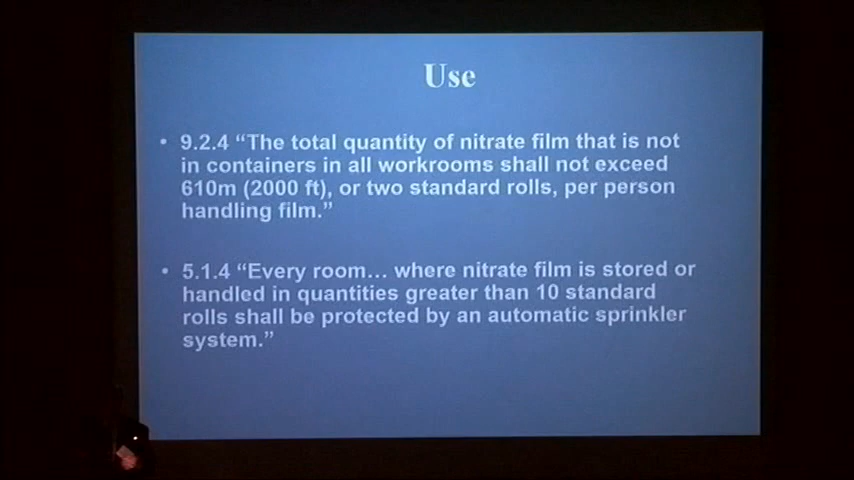 Use
• 9.2.4 “The total quantity of nitrate film that is not
in containers in all workrooms shall not exceed
610m (2000 ft), or two standard rolls, per person
handling film.”
• 5.1.4 “Every room… where nitrate film is stored or
handled in quantities greater than 10 standard
rolls shall be protected by an automatic sprinkler
system.”